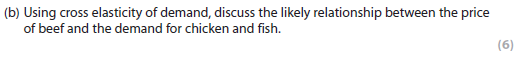 (b) Using cross elasticity of demand, discuss the likely relationship between the price
of beef and the demand for chicken and fish.
(6)